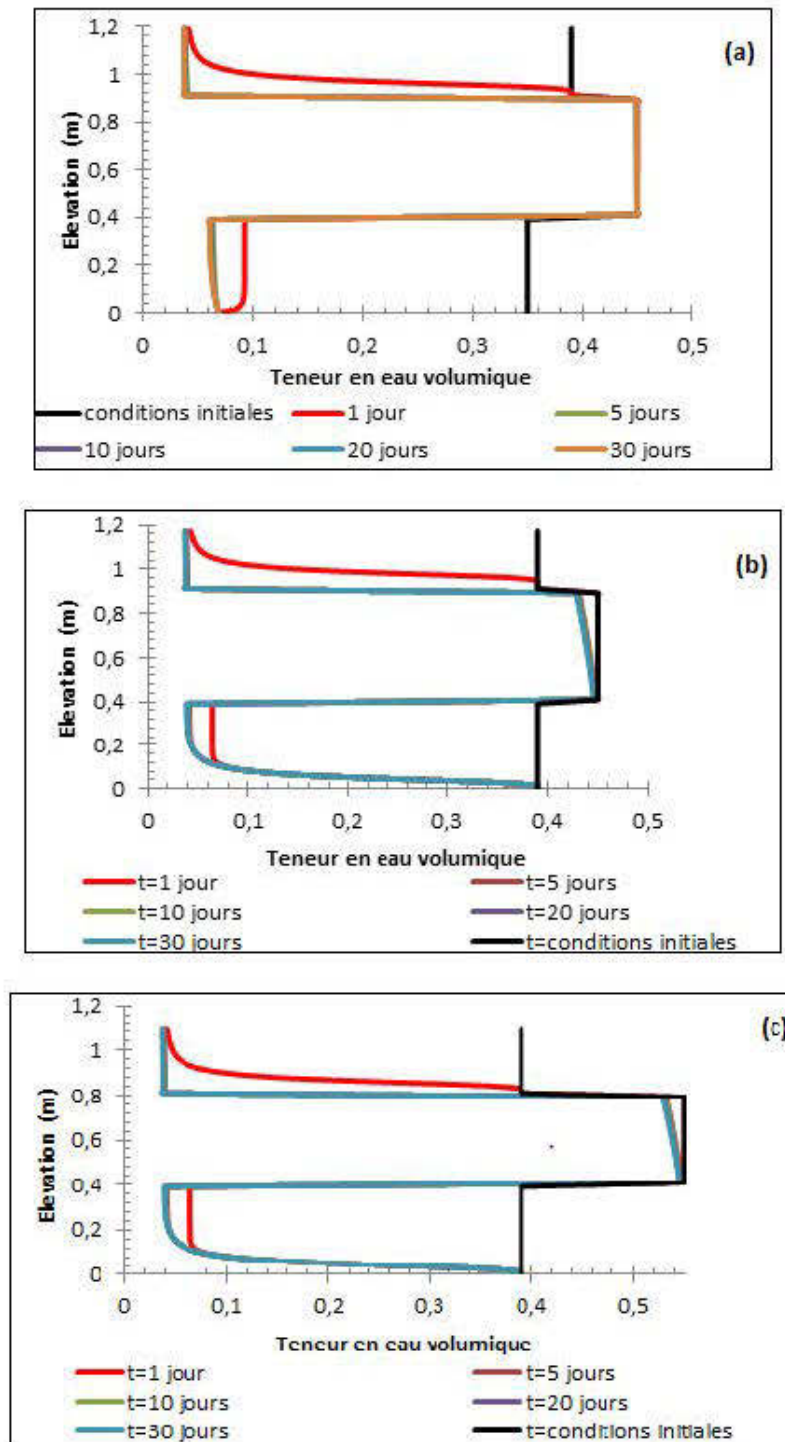 (a)
1,2
1
0,8
0,6
0,4
0,2
0
Elevation (m)
0 0,1 0,2 0,3 0,4 0,5
Teneur en eau volumique
conditions initiales 1 jour 5 jours
10 jours 20 jours 30 jours
(b)
1,2
1
0,8
0,6
0,4
0,2
0
Elevation (m)
0 0,1 0,2 0,3 0,4 0,5
Teneur en eau volumique
t=1 jour t=5 jours
t=10 jours t=20 jours
t=30 jours t=conditions initiales
(c)
1,2
1
0,8
0,6
0,4
0,2
0
Elevation (m)
0 0,1 0,2 0,3 0,4 0,5
Teneur en eau volumique
t=1 jour t=5 jours
t=10 jours t=20 jours
t=30 jours t=conditions initiales